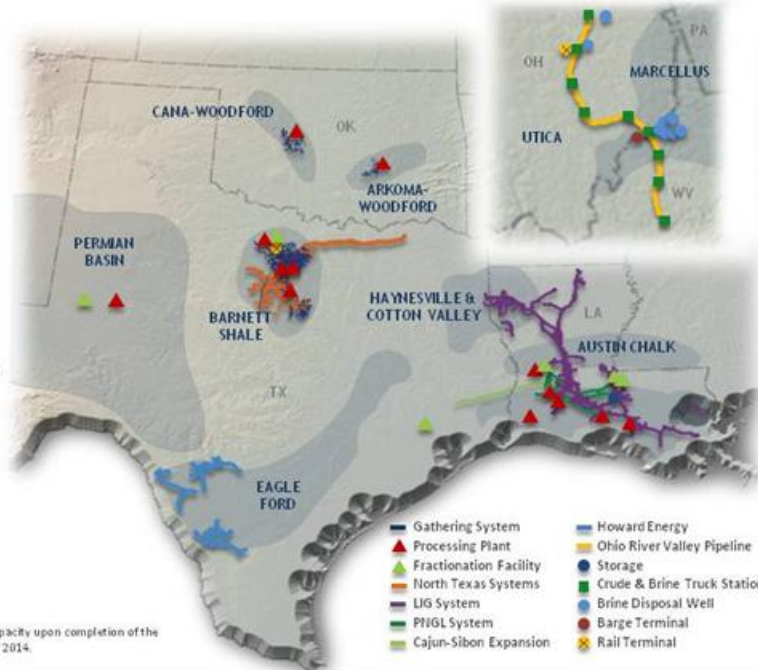 PA
OH
MARCELLUS
UTICA
WV
CANA-WOODFORD
OK
ARKOMA-
WOODFORD
PERMIAN
BASIN
HAYNESVILLE &
COTTON VALLEY
LA
BARNETT
SHALE
AUSTIN CHALK
TX
EAGLE
FORD
Gathering System
Processing Plant
Fractionation Facility
North Texas Systems
LIG System
PNGL System
Cajun-Sibon Expansion
Howard Energy
Ohio River Valley Pipeline
Storage
Crude & Brine Truck Station
Brine Disposal Well
Barge Terminal
Rail Terminal
pacity upon completion of the
2014.